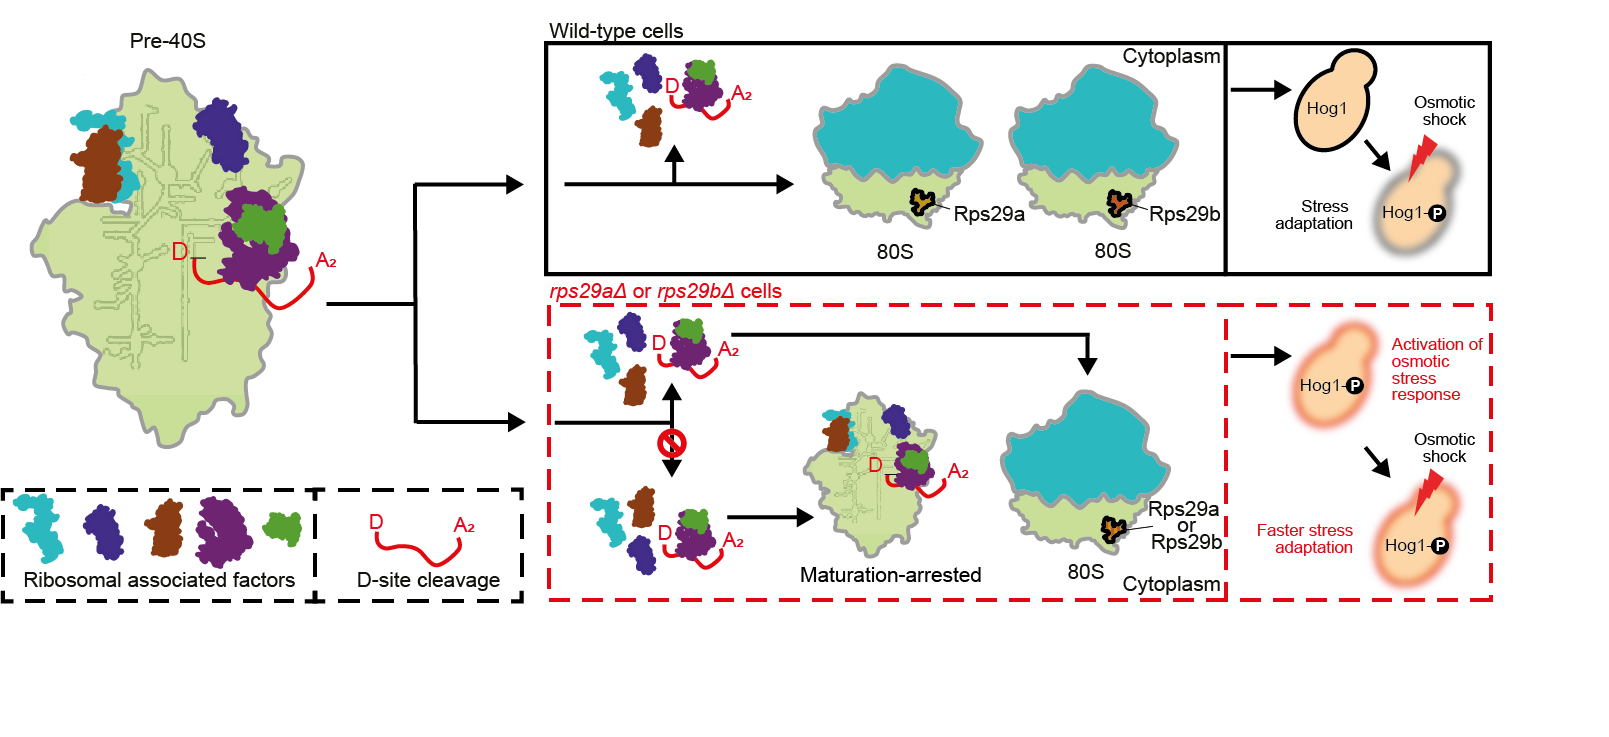 Pre-40S
D
A2
Ribosomal associated factors
D
A2
D-site cleavage
Wild-type cells
Cytoplasm
D
A2
Rps29a
80S
Rps29b
80S
Hog1
Osmotic
shock
Stress
adaptation
Hog1-P
rps29aΔ or rps29bΔ cells
D
A2
D
A2
D
A2
Maturation-arrested
Rps29a
or
Rps29b
80S
Cytoplasm
Hog1-P
Activation of
osmotic
stress
response
Osmotic
shock
Faster stress
adaptation
Hog1-P